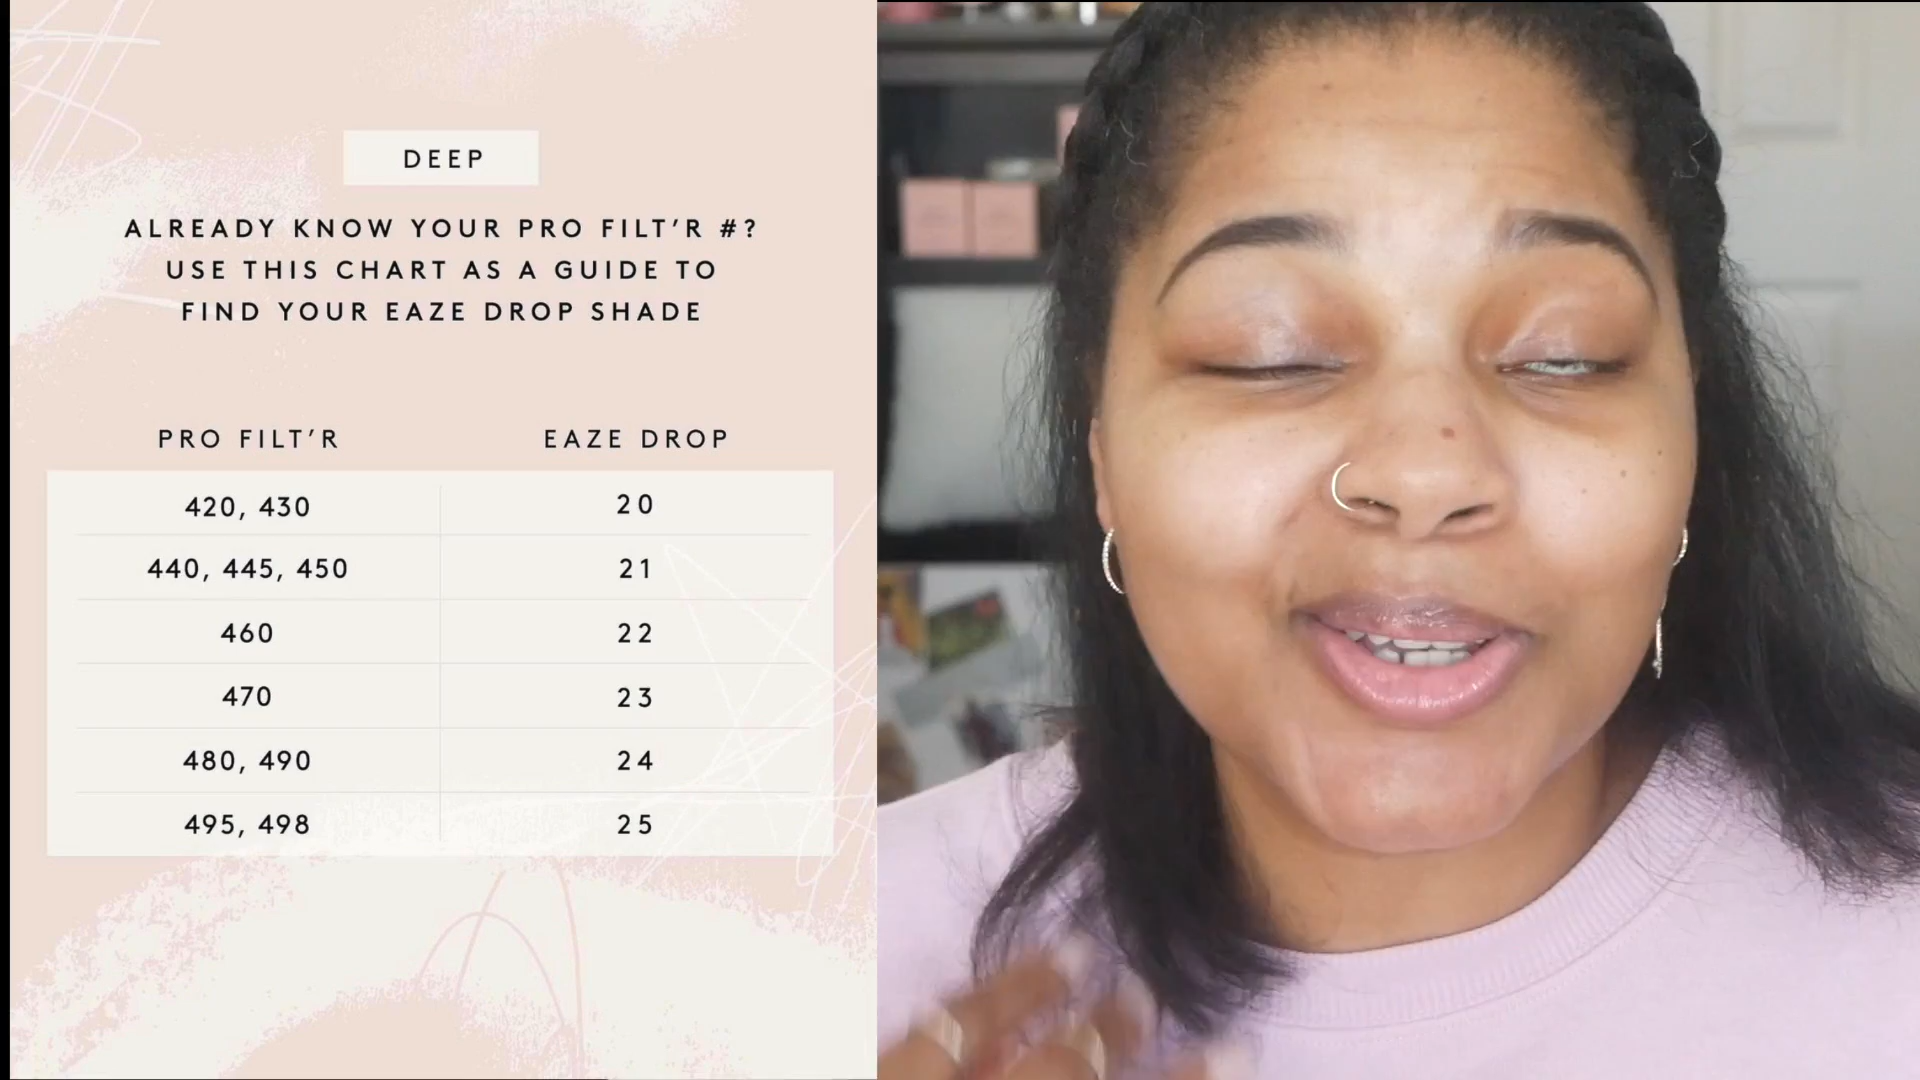 DEEP
ALREADY KNOW YOUR PRO FILT'R #?
USE THIS CHART AS A GUIDE TO
FIND YOUR EAZE DROP SHADE
PRO FILT'R EAZE DROP
420, 430 20
440, 445, 450 21
460 22
470 23
480, 490 24
495, 498 25